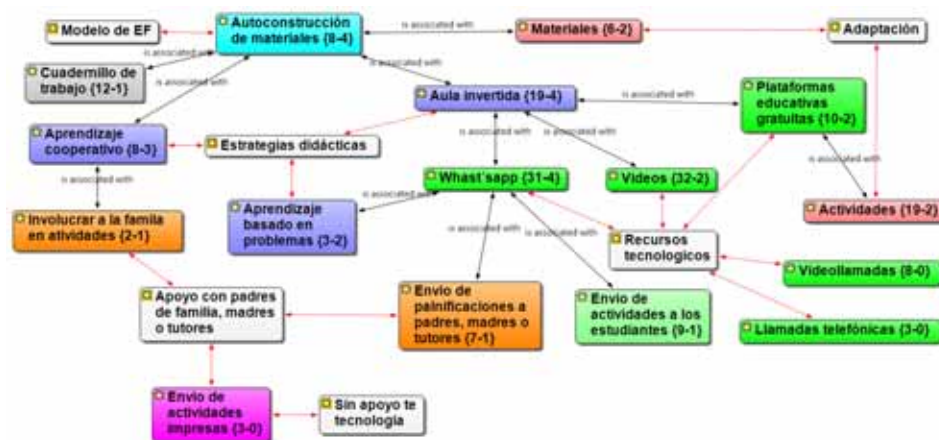 Modelo de EF
Autoconstrucción
de materiales {8-4}
is associated with
Materiales {6-2}
Adaptación
is associated with
Cuadernillo de
trabajo {12-1}
is associated with
is associated with
Aula invertida {19-4}
is associated with
Plataformas
educativas
gratuitas {10-2}
Aprendizaje
cooperativo {8-3}
Estrategias didácticas
is associated with
is associated with
is associated with
is associated with
Whast´sapp {31-4}
Videos {32-2}
is associated with
Involucrar a la famila
en atividades {2-1}
Aprendizaje
basado en
problemas {3-2}
is associated with
Actividades {19-2}
is associated with
is associated with
Recursos
tecnologicos
Videollamadas {8-0}
Apoyo con padres
de familia, madres
o tutores
Envio de
palnificaciones a
padres, madres o
tutores {7-1}
Envio de
actividades a los
estudiantes {9-1}
Llamadas telefónicas {3-0}
Envio de
actividades
impresas {3-0}
Sin apoyo te
tecnología